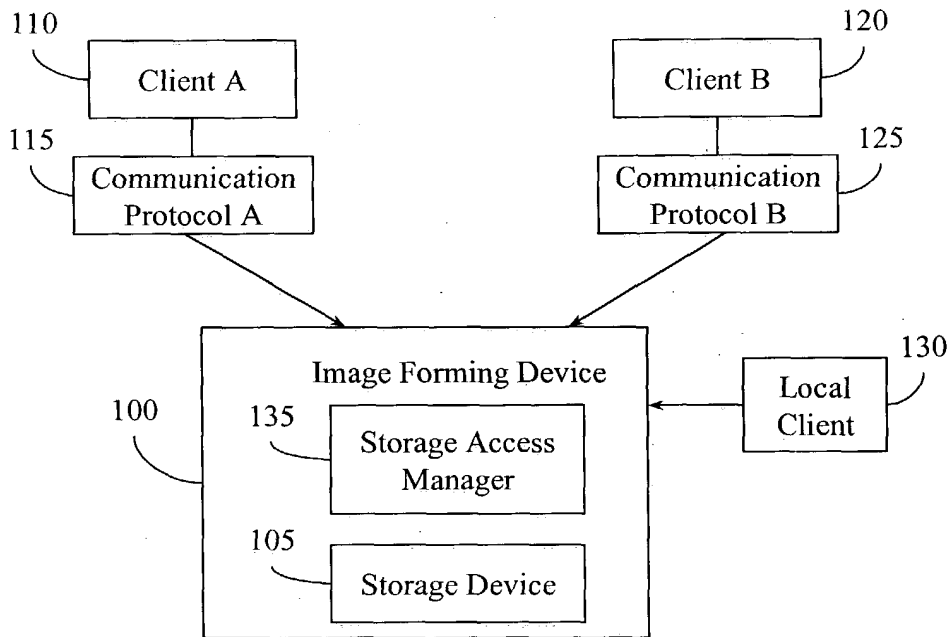 110
Client A
120
Client B
115
Communication
Protocol A
125
Communication
Protocol B
100
Image Forming Device
130
Local
Client
135
Storage Access
Manager
105
Storage Device